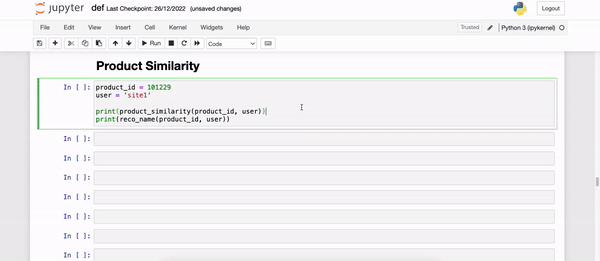 jupyter def Last Checkpoint: 26/12/2022 (unsaved changes) Logout
File Edit View Insert Cell Kernel Widgets Help Trusted Python 3 (ipykernel)
Run Code
Product Similarity
In [ ]: product_id = 101229
user = 'site1'
print(product_similarity(product_id, user))
print(reco_name(product_id, user))
In [ ]:
In [ ]:
In [ ]:
In [ ]:
In [ ]:
In [ ]:
In [ ]: